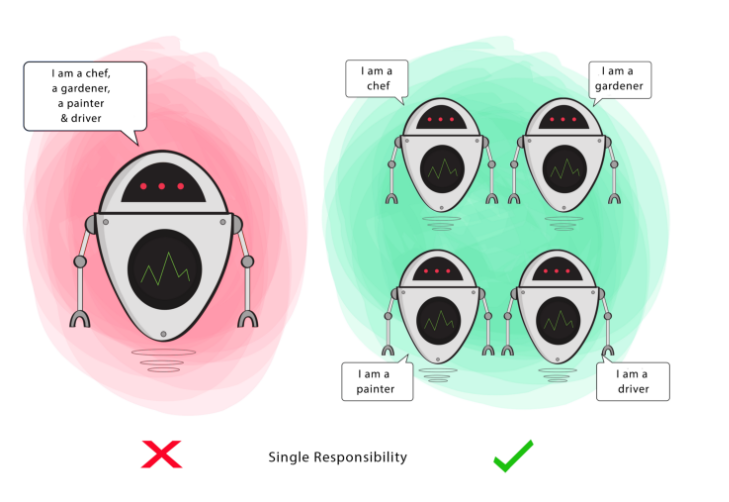 I am a chef,
a gardener,
a painter
& driver
I am a
chef
I am a
gardener
I am a
painter
I am a
driver
Single Responsibility